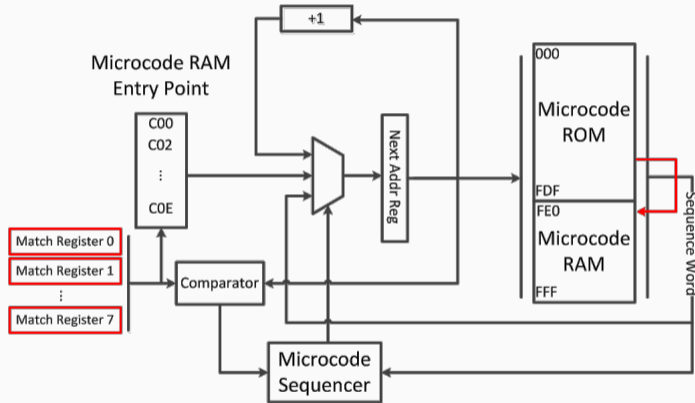 +1
Microcode RAM
Entry Point
C00
C02
⋮
C0E
Next Addr Reg
000
Microcode
ROM
FDF
FE0
Microcode
RAM
FFF
Sequence Word
Match Register 0
Match Register 1
⋮
Match Register 7
Comparator
Microcode
Sequencer